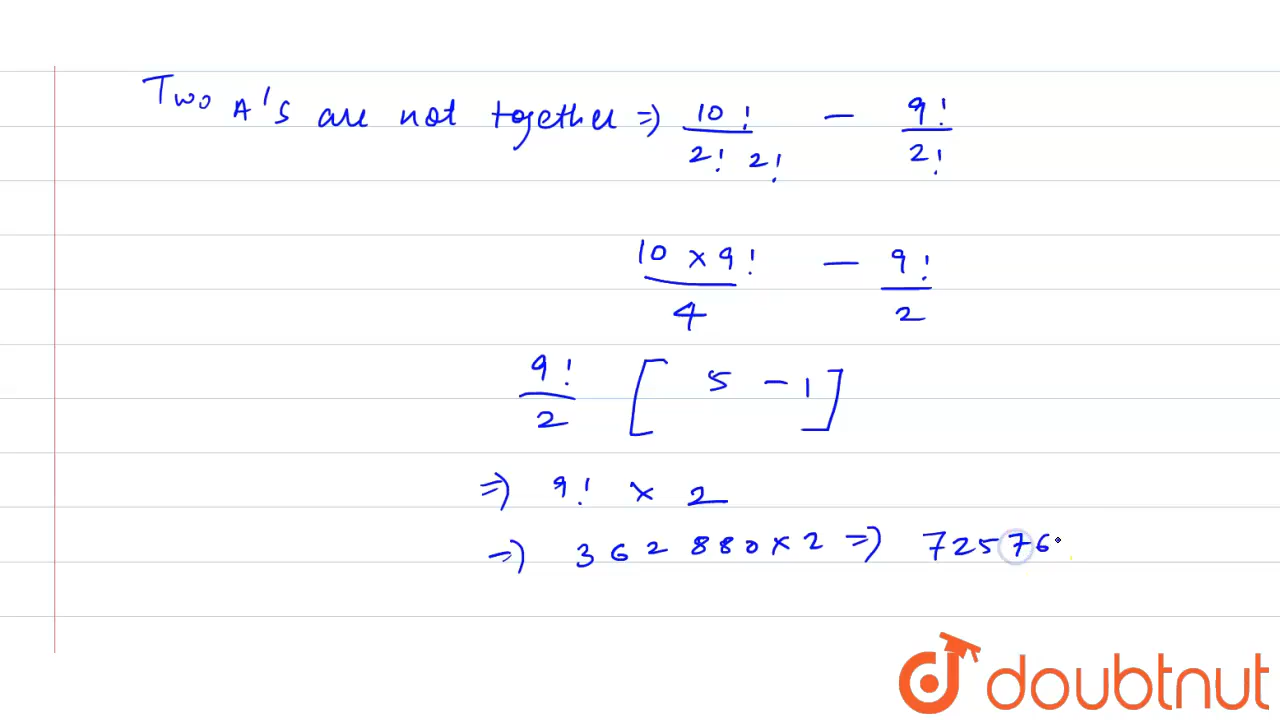 Two A's are not together ⇒ 10!/2! 2! − 9!/2!
10 × 9!/4 − 9!/2
9!/2 [ 5 − 1 ]
⇒ 9! × 2
⇒ 362880 × 2 ⇒ 72576
doubtnut